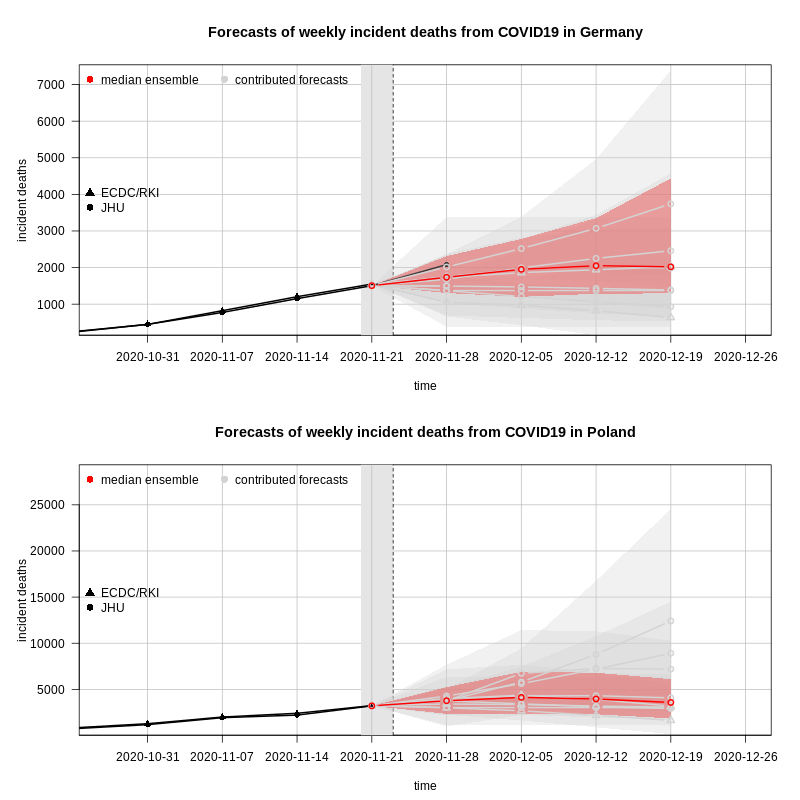 Forecasts of weekly incident deaths from COVID19 in Germany
median ensemble contributed forecasts
7000
6000
5000
4000
3000
2000
1000
ECDC/RKI
JHU
incident deaths
2020-10-31 2020-11-07 2020-11-14 2020-11-21 2020-11-28 2020-12-05 2020-12-12 2020-12-19 2020-12-26
time
Forecasts of weekly incident deaths from COVID19 in Poland
median ensemble contributed forecasts
25000
20000
15000
10000
5000
ECDC/RKI
JHU
incident deaths
2020-10-31 2020-11-07 2020-11-14 2020-11-21 2020-11-28 2020-12-05 2020-12-12 2020-12-19 2020-12-26
time